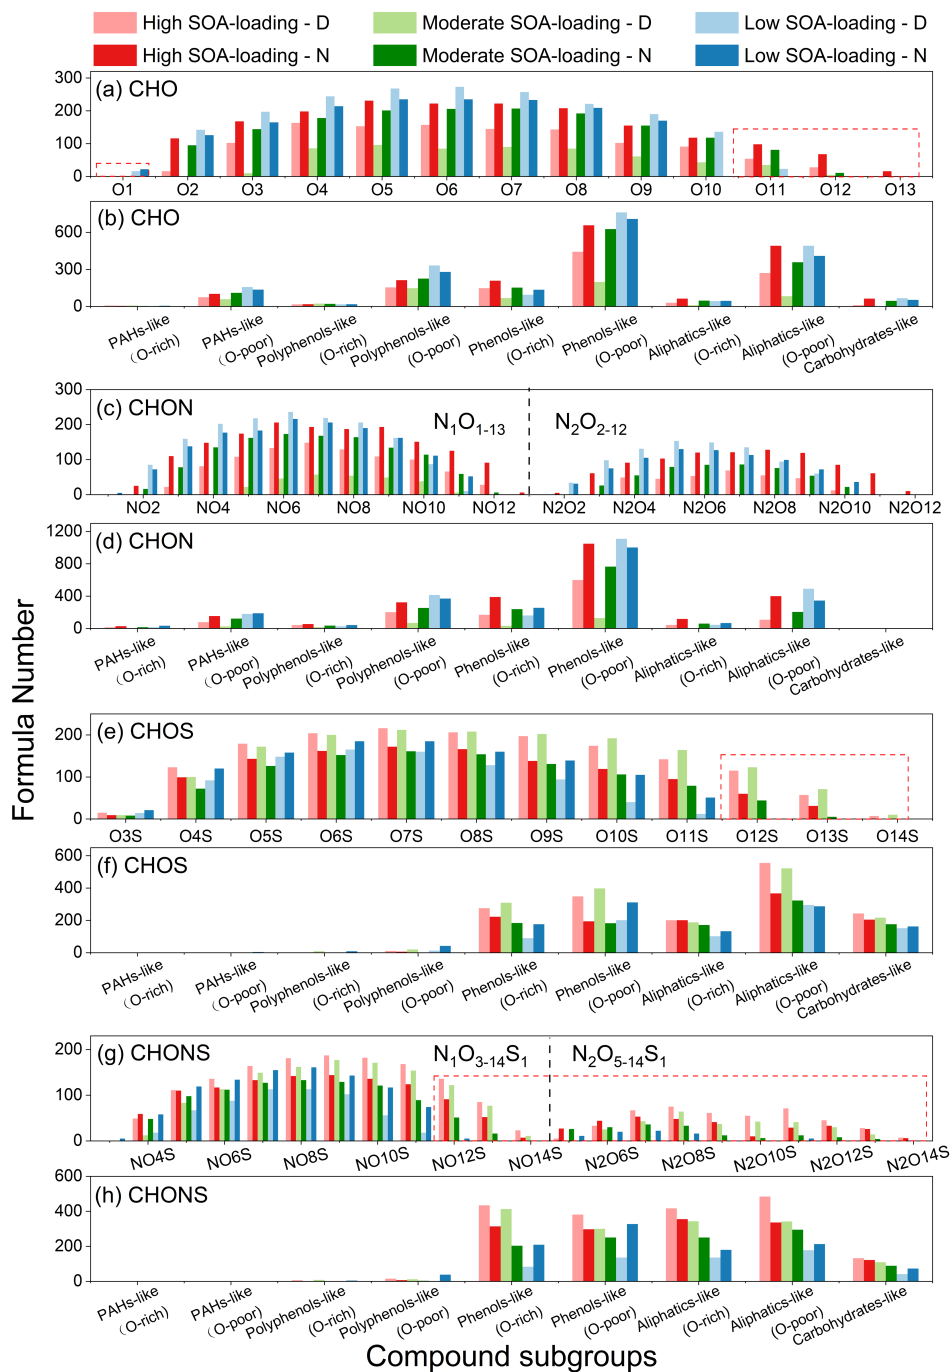 High SOA-loading - D
Moderate SOA-loading - D
Low SOA-loading - D
High SOA-loading - N
Moderate SOA-loading - N
Low SOA-loading - N
Formula Number
(a) CHO
300
200
100
0
O1 O2 O3 O4 O5 O6 O7 O8 O9 O10 O11 O12 O13
(b) CHO
600
300
0
PAHs-like (O-rich)
PAHs-like (O-poor)
Polyphenols-like (O-rich)
Polyphenols-like (O-poor)
Phenols-like (O-rich)
Phenols-like (O-poor)
Aliphatics-like (O-rich)
Aliphatics-like (O-poor)
Carbohydrates-like
(c) CHON
N₁O₁₋₁₃
N₂O₂₋₁₂
300
200
100
0
NO2 NO4 NO6 NO8 NO10 NO12 N2O2 N2O4 N2O6 N2O8 N2O10 N2O12
(d) CHON
1200
800
400
0
PAHs-like (O-rich)
PAHs-like (O-poor)
Polyphenols-like (O-rich)
Polyphenols-like (O-poor)
Phenols-like (O-rich)
Phenols-like (O-poor)
Aliphatics-like (O-rich)
Aliphatics-like (O-poor)
Carbohydrates-like
(e) CHOS
200
100
0
O3S O4S O5S O6S O7S O8S O9S O10S O11S O12S O13S O14S
(f) CHOS
600
400
200
0
PAHs-like (O-rich)
PAHs-like (O-poor)
Polyphenols-like (O-rich)
Polyphenols-like (O-poor)
Phenols-like (O-rich)
Phenols-like (O-poor)
Aliphatics-like (O-rich)
Aliphatics-like (O-poor)
Carbohydrates-like
(g) CHONS
N₁O₃₋₁₄S₁
N₂O₅₋₁₄S₁
200
100
0
NO4S NO6S NO8S NO10S NO12S NO14S N2O6S N2O8S N2O10S N2O12S N2O14S
(h) CHONS
600
400
200
0
PAHs-like (O-rich)
PAHs-like (O-poor)
Polyphenols-like (O-rich)
Polyphenols-like (O-poor)
Phenols-like (O-rich)
Phenols-like (O-poor)
Aliphatics-like (O-rich)
Aliphatics-like (O-poor)
Carbohydrates-like
Compound subgroups